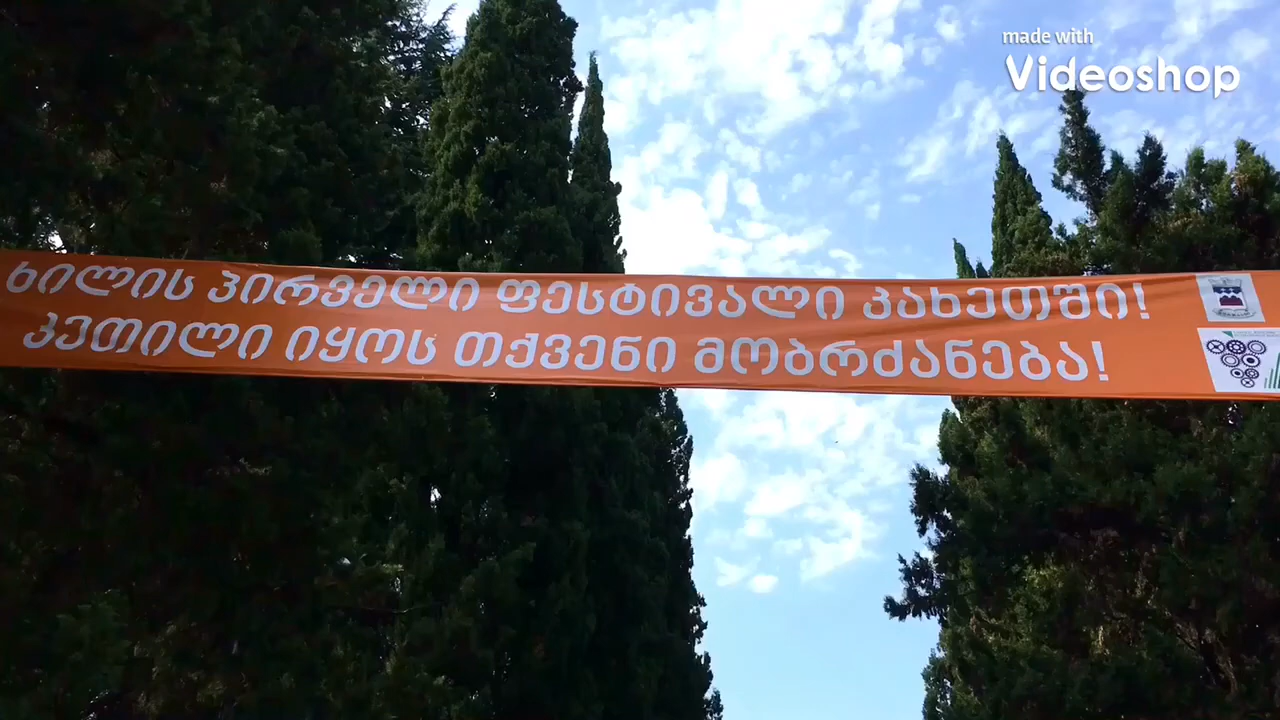 made with
Videoshop
ხილის პირველი ფესტივალი კახეთში!
კეთილი იყოს თქვენი მობრძანება!